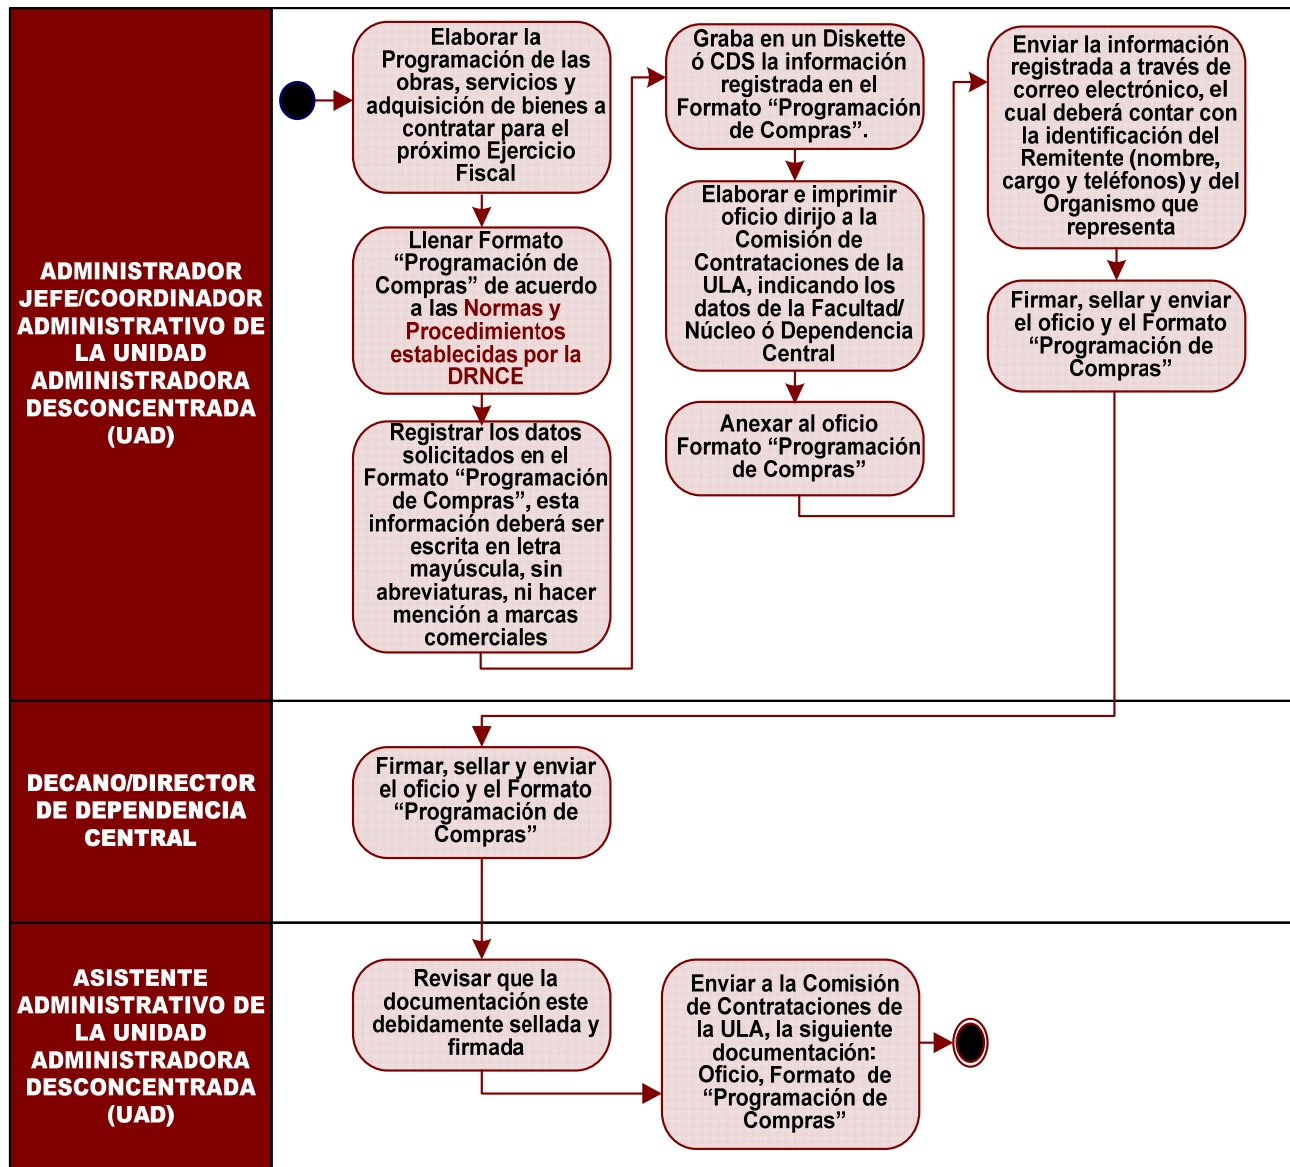 ADMINISTRADOR
JEFE/COORDINADOR
ADMINISTRATIVO DE
LA UNIDAD
ADMINISTRADORA
DESCONCENTRADA
(UAD)
Elaborar la
Programación de las
obras, servicios y
adquisición de bienes a
contratar para el
próximo Ejercicio
Fiscal
Llenar Formato
“Programación de
Compras” de acuerdo
a las Normas y
Procedimientos
establecidas por la
DRNCE
Registrar los datos
solicitados en el
Formato “Programación
de Compras”, esta
información deberá ser
escrita en letra
mayúscula, sin
abreviaturas, ni hacer
mención a marcas
comerciales
Graba en un Diskette
ó CDS la información
registrada en el
Formato “Programación
de Compras”.
Elaborar e imprimir
oficio dirijo a la
Comisión de
Contrataciones de la
ULA, indicando los
datos de la Facultad/
Núcleo ó Dependencia
Central
Anexar al oficio
Formato “Programación
de Compras”
Enviar la información
registrada a través de
correo electrónico, el
cual deberá contar con
la identificación del
Remitente (nombre,
cargo y teléfonos) y del
Organismo que
representa
Firmar, sellar y enviar
el oficio y el Formato
“Programación de
Compras”
DECANO/DIRECTOR
DE DEPENDENCIA
CENTRAL
Firmar, sellar y enviar
el oficio y el Formato
“Programación de
Compras”
ASISTENTE
ADMINISTRATIVO DE
LA UNIDAD
ADMINISTRADORA
DESCONCENTRADA
(UAD)
Revisar que la
documentación este
debidamente sellada y
firmada
Enviar a la Comisión
de Contrataciones de
la ULA, la siguiente
documentación:
Oficio, Formato de
“Programación de
Compras”